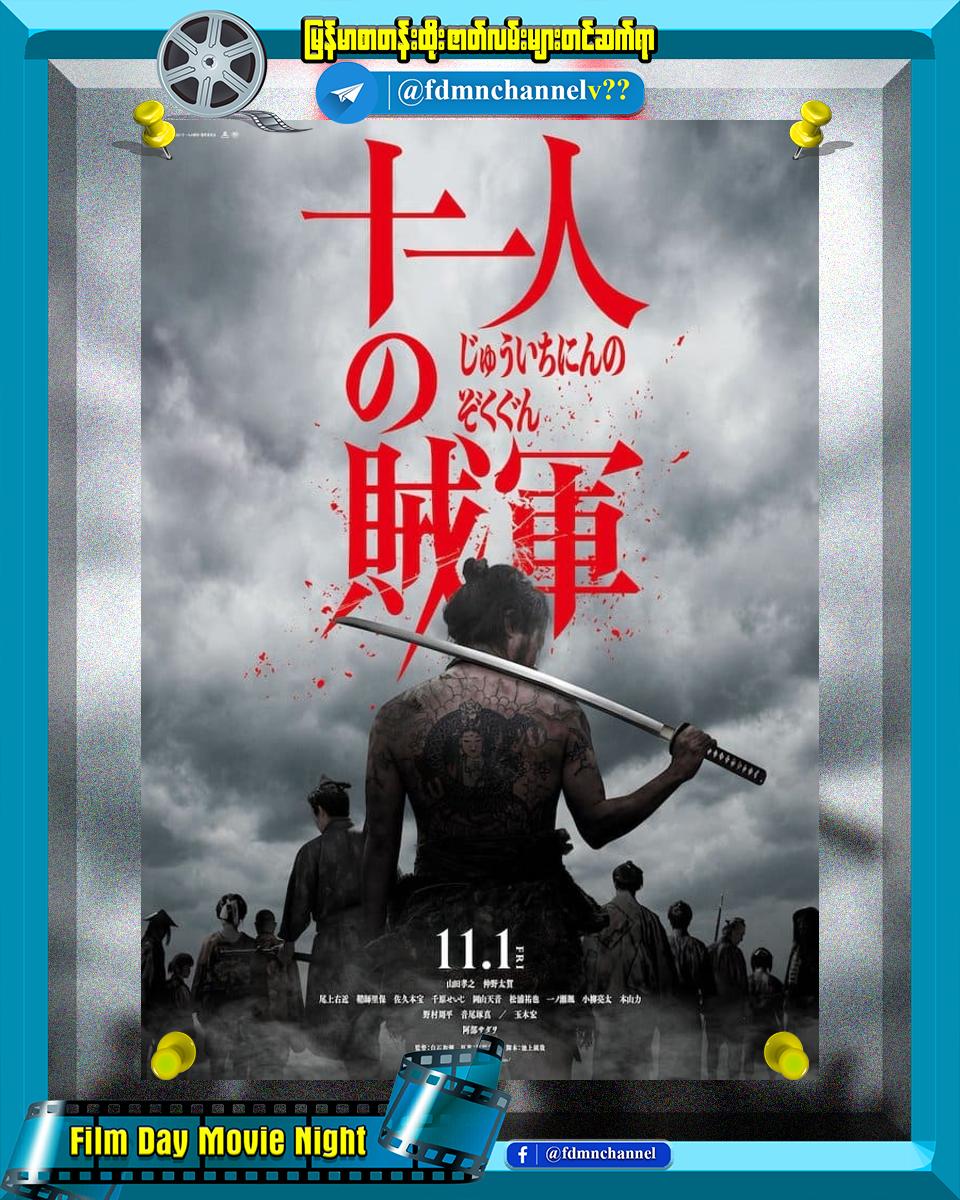 မြန်မာစာတန်းထိုးဇာတ်လမ်းများတင်ဆက်ရာ
@fdmnchannelv??
十一人
の
じゅういちにんの
ぞくぐん
賊軍
11.1 FRI
山田孝之 仲野太賀
尾上右近 鞘師里保 佐久本宝 千原せいじ 岡山天音 松浦祐也 一ノ瀬颯 小柳亮太 本山力
野村周平 音尾琢真 / 玉木宏
阿部サダヲ
Film Day Movie Night
@fdmnchannel